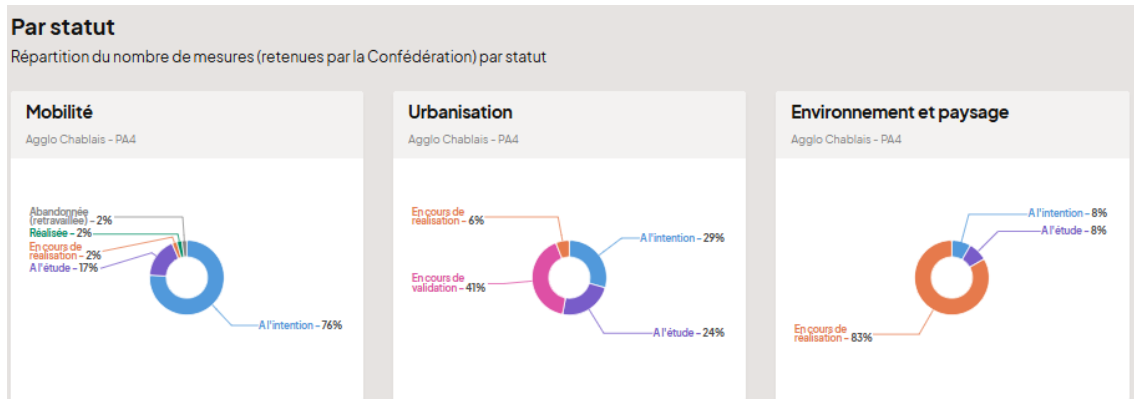 Par statut
Répartition du nombre de mesures (retenues par la Confédération) par statut
Mobilité
Agglo Chablais - PA4
Abandonnée
(retravaillée) - 2%
Réalisée - 2%
En cours de
réalisation - 2%
A l'étude - 17%
A l'intention - 76%
Urbanisation
Agglo Chablais - PA4
En cours de
réalisation - 6%
A l'intention - 29%
En cours de
validation - 41%
A l'étude - 24%
Environnement et paysage
Agglo Chablais - PA4
A l'intention - 8%
A l'étude - 8%
En cours de
réalisation - 83%